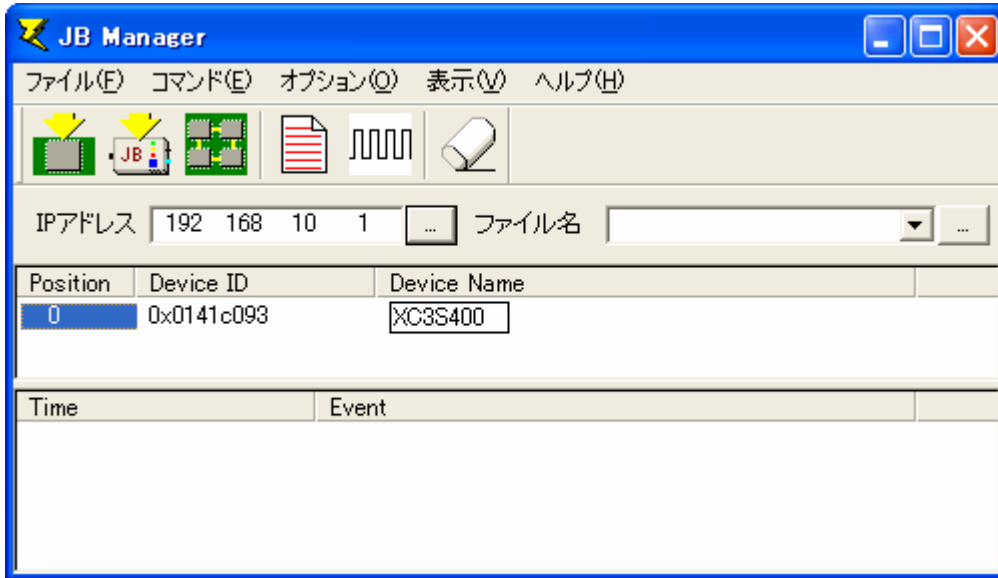 JB Manager
ファイル(F) コマンド(E) オプション(O) 表示(V) ヘルプ(H)
JB
IPアドレス 192 168 10 1 ... ファイル名 ...
Position Device ID Device Name
0 0x0141c093 XC3S400
Time Event